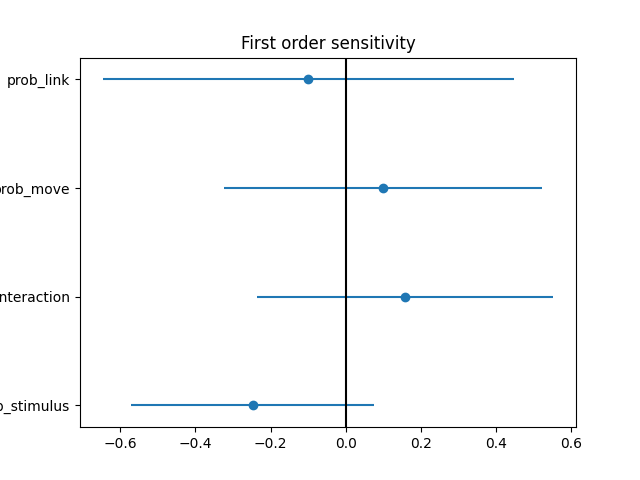 First order sensitivity
prob_link
prob_move
nteraction
o_stimulus
−0.6 −0.4 −0.2 0.0 0.2 0.4 0.6